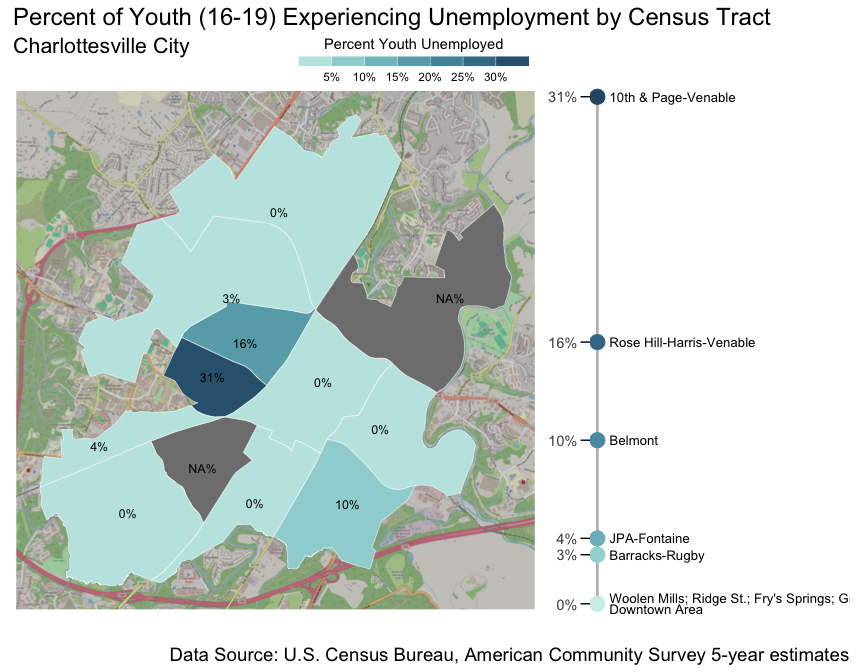 Percent of Youth (16-19) Experiencing Unemployment by Census Tract
Charlottesville City
Percent Youth Unemployed
5% 10% 15% 20% 25% 30%
31% 10th & Page-Venable
0%
NA%
3%
16%
16% Rose Hill-Harris-Venable
31%
0%
0%
10% Belmont
4%
NA%
0%
10%
0%
4% JPA-Fontaine
3% Barracks-Rugby
0% Woolen Mills; Ridge St.; Fry's Springs; G
Downtown Area
Data Source: U.S. Census Bureau, American Community Survey 5-year estimates